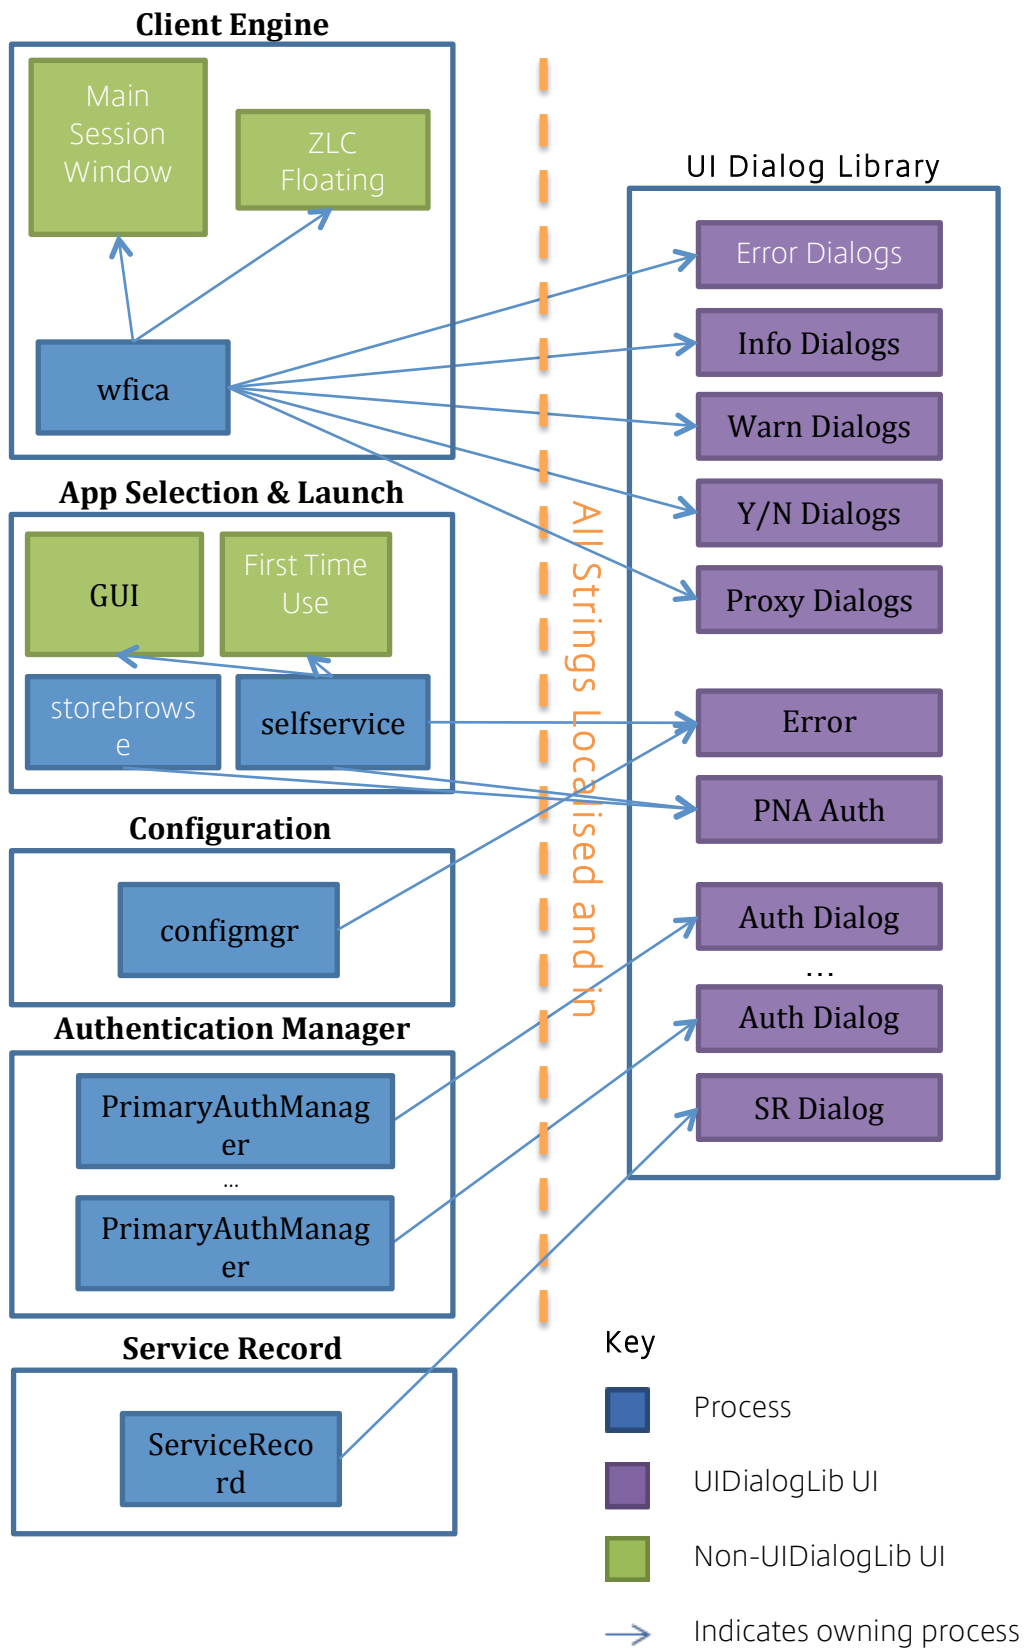 Client Engine
Main
Session
Window
ZLC
Floating
wfica
App Selection & Launch
GUI
First Time
Use
storebrows
e
selfservice
Configuration
configmgr
Authentication Manager
PrimaryAuthManag
er
...
PrimaryAuthManag
er
Service Record
ServiceReco
rd
All Strings Localised and in
UI Dialog Library
Error Dialogs
Info Dialogs
Warn Dialogs
Y/N Dialogs
Proxy Dialogs
Error
PNA Auth
Auth Dialog
...
Auth Dialog
SR Dialog
Key
Process
UIDialogLib UI
Non-UIDialogLib UI
Indicates owning process